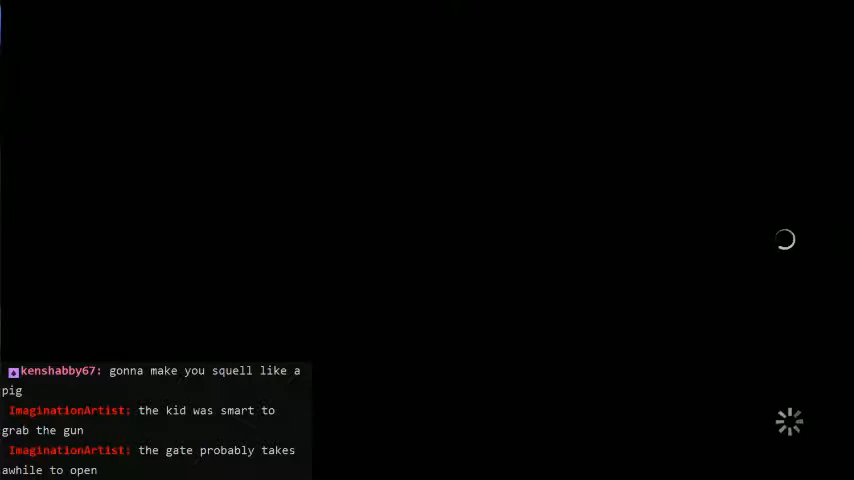 kenshabby67: gonna make you squell like a
pig
ImaginationArtist: the kid was smart to
grab the gun
ImaginationArtist: the gate probably takes
awhile to open